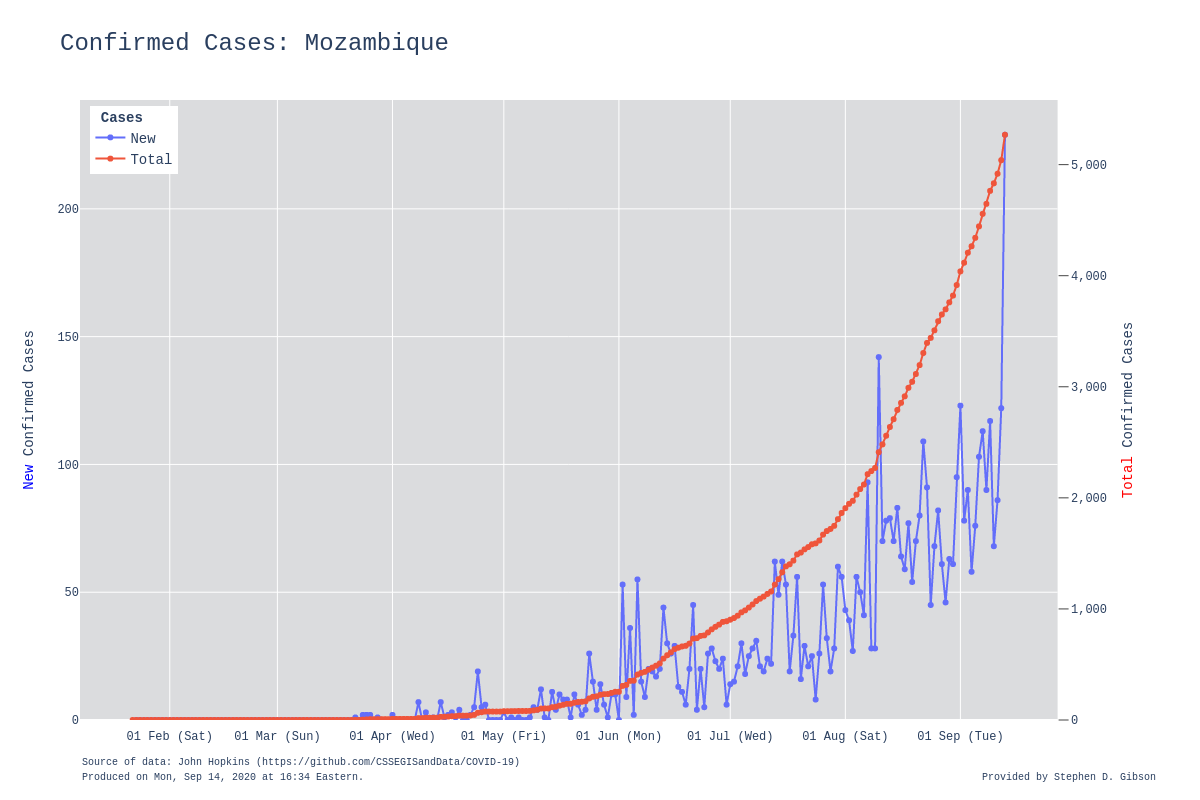 Confirmed Cases: Mozambique
Cases
New
Total
200
150
100
50
0
5,000
4,000
3,000
2,000
1,000
0
New Confirmed Cases
Total Confirmed Cases
01 Feb (Sat)
01 Mar (Sun)
01 Apr (Wed)
01 May (Fri)
01 Jun (Mon)
01 Jul (Wed)
01 Aug (Sat)
01 Sep (Tue)
Source of data: John Hopkins (https://github.com/CSSEGISandData/COVID-19)
Produced on Mon, Sep 14, 2020 at 16:34 Eastern.
Provided by Stephen D. Gibson